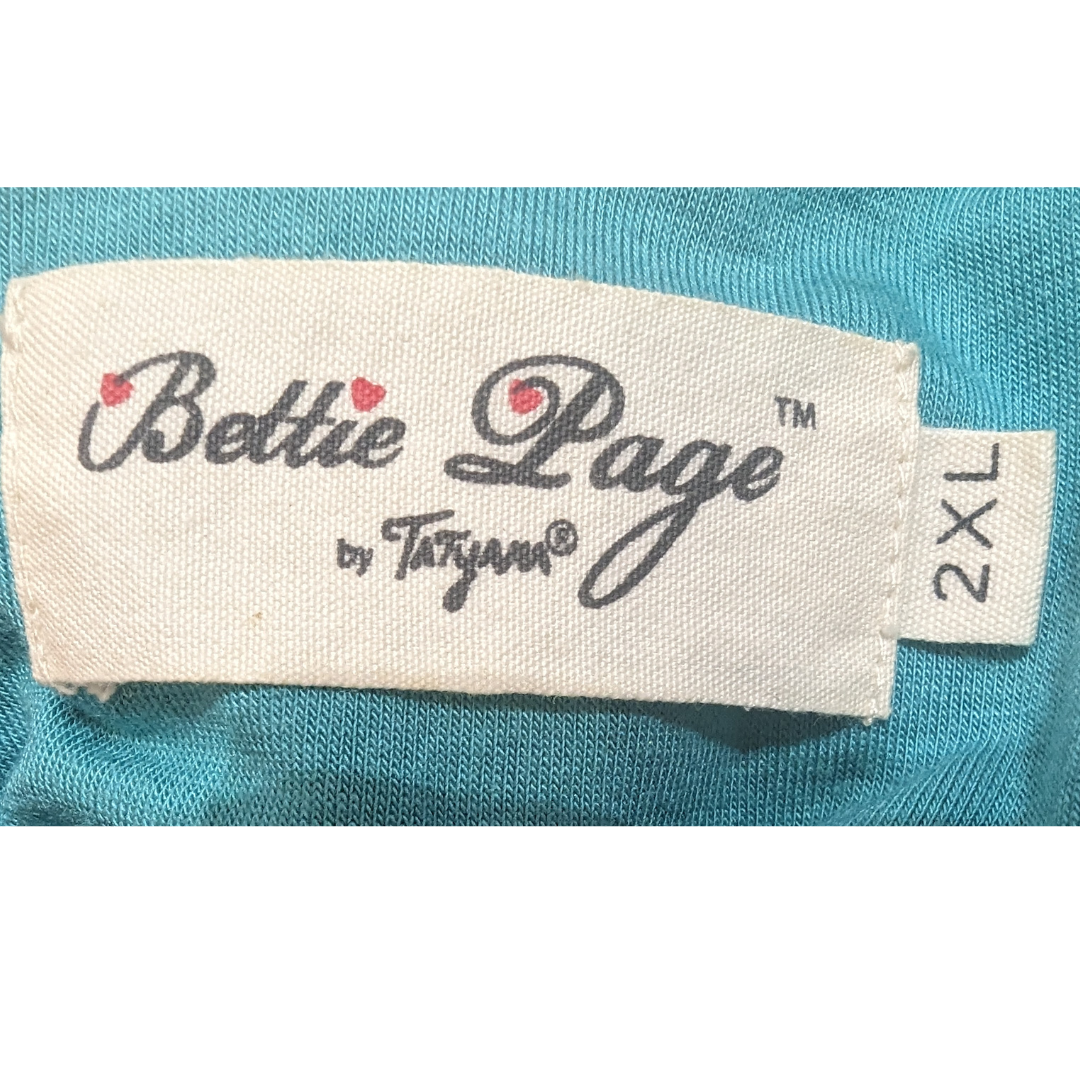 Bettie Page™
by Tatyana®
2XL